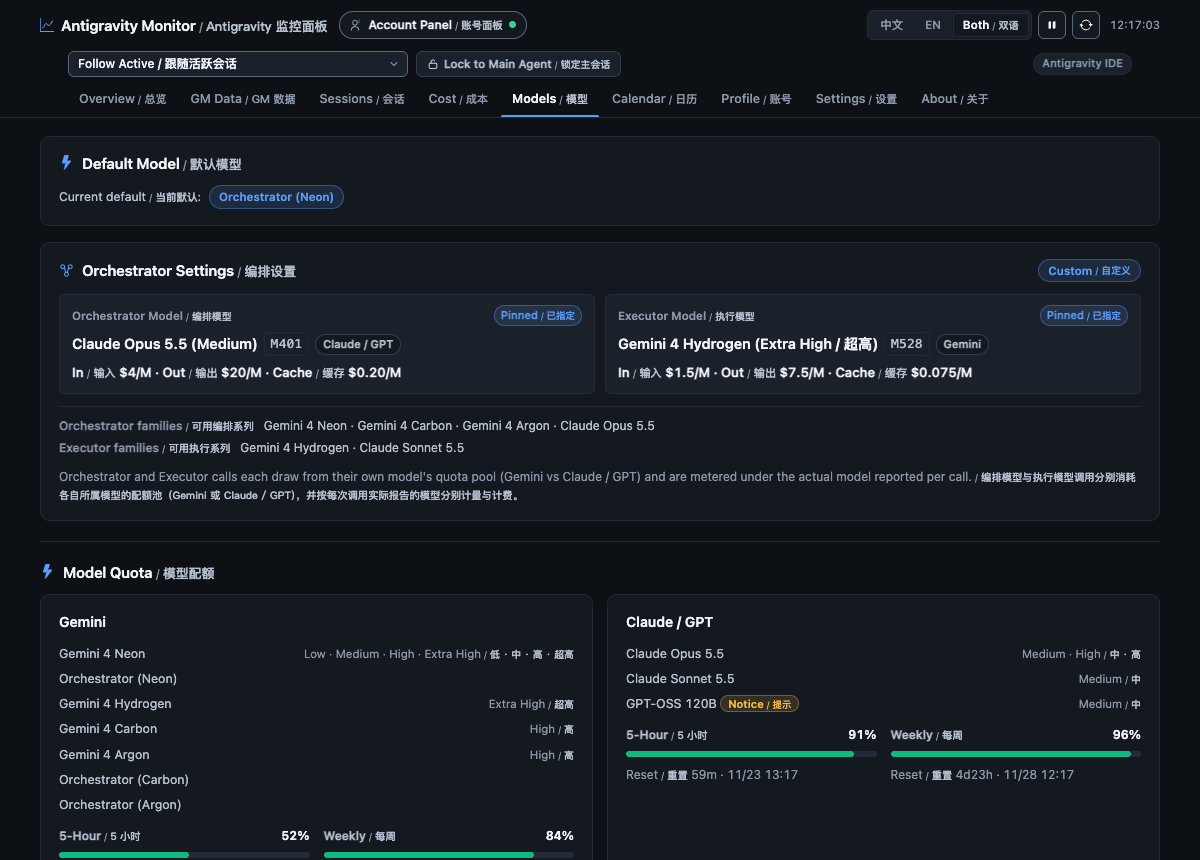 Antigravity Monitor / Antigravity 监控面板
Account Panel / 账号面板
中文
EN
Both / 双语
12:17:03
Follow Active / 跟随活跃会话
Lock to Main Agent / 锁定主会话
Antigravity IDE
Overview / 总览
GM Data / GM 数据
Sessions / 会话
Cost / 成本
Models / 模型
Calendar / 日历
Profile / 账号
Settings / 设置
About / 关于
Default Model / 默认模型
Current default / 当前默认: Orchestrator (Neon)
Orchestrator Settings / 编排设置
Custom / 自定义
Orchestrator Model / 编排模型
Pinned / 已指定
Claude Opus 5.5 (Medium) M401 Claude / GPT
In / 输入 $4/M · Out / 输出 $20/M · Cache / 缓存 $0.20/M
Executor Model / 执行模型
Pinned / 已指定
Gemini 4 Hydrogen (Extra High / 超高) M528 Gemini
In / 输入 $1.5/M · Out / 输出 $7.5/M · Cache / 缓存 $0.075/M
Orchestrator families / 可用编排系列 Gemini 4 Neon · Gemini 4 Carbon · Gemini 4 Argon · Claude Opus 5.5
Executor families / 可用执行系列 Gemini 4 Hydrogen · Claude Sonnet 5.5
Orchestrator and Executor calls each draw from their own model's quota pool (Gemini vs Claude / GPT) and are metered under the actual model reported per call. / 编排模型与执行模型调用分别消耗
各自所属模型的配额池（Gemini 或 Claude / GPT），并按每次调用实际报告的模型分别计量与计费。
Model Quota / 模型配额
Gemini
Gemini 4 Neon Low · Medium · High · Extra High / 低 · 中 · 高 · 超高
Orchestrator (Neon)
Gemini 4 Hydrogen Extra High / 超高
Gemini 4 Carbon High / 高
Gemini 4 Argon High / 高
Orchestrator (Carbon)
Orchestrator (Argon)
5-Hour / 5 小时 52%
Weekly / 每周 84%
Claude / GPT
Claude Opus 5.5 Medium · High / 中 · 高
Claude Sonnet 5.5 Medium / 中
GPT-OSS 120B Notice / 提示 Medium / 中
5-Hour / 5 小时 91%
Weekly / 每周 96%
Reset / 重置 59m · 11/23 13:17
Reset / 重置 4d23h · 11/28 12:17